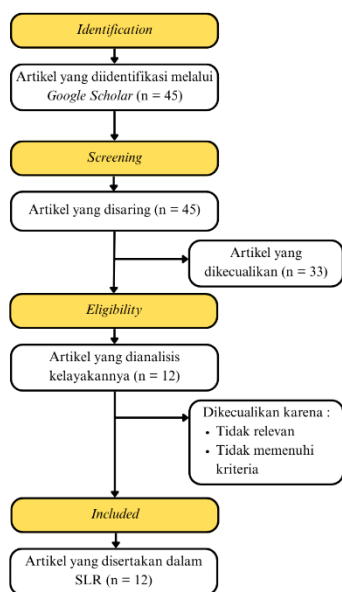 Identification
Artikel yang diidentifikasi melalui
Google Scholar (n = 45)
Screening
Artikel yang disaring (n = 45)
Artikel yang
dikecualikan (n = 33)
Eligibility
Artikel yang dianalisis
kelayakannya (n = 12)
Dikecualikan karena :
• Tidak relevan
• Tidak memenuhi
kriteria
Included
Artikel yang disertakan dalam
SLR (n = 12)